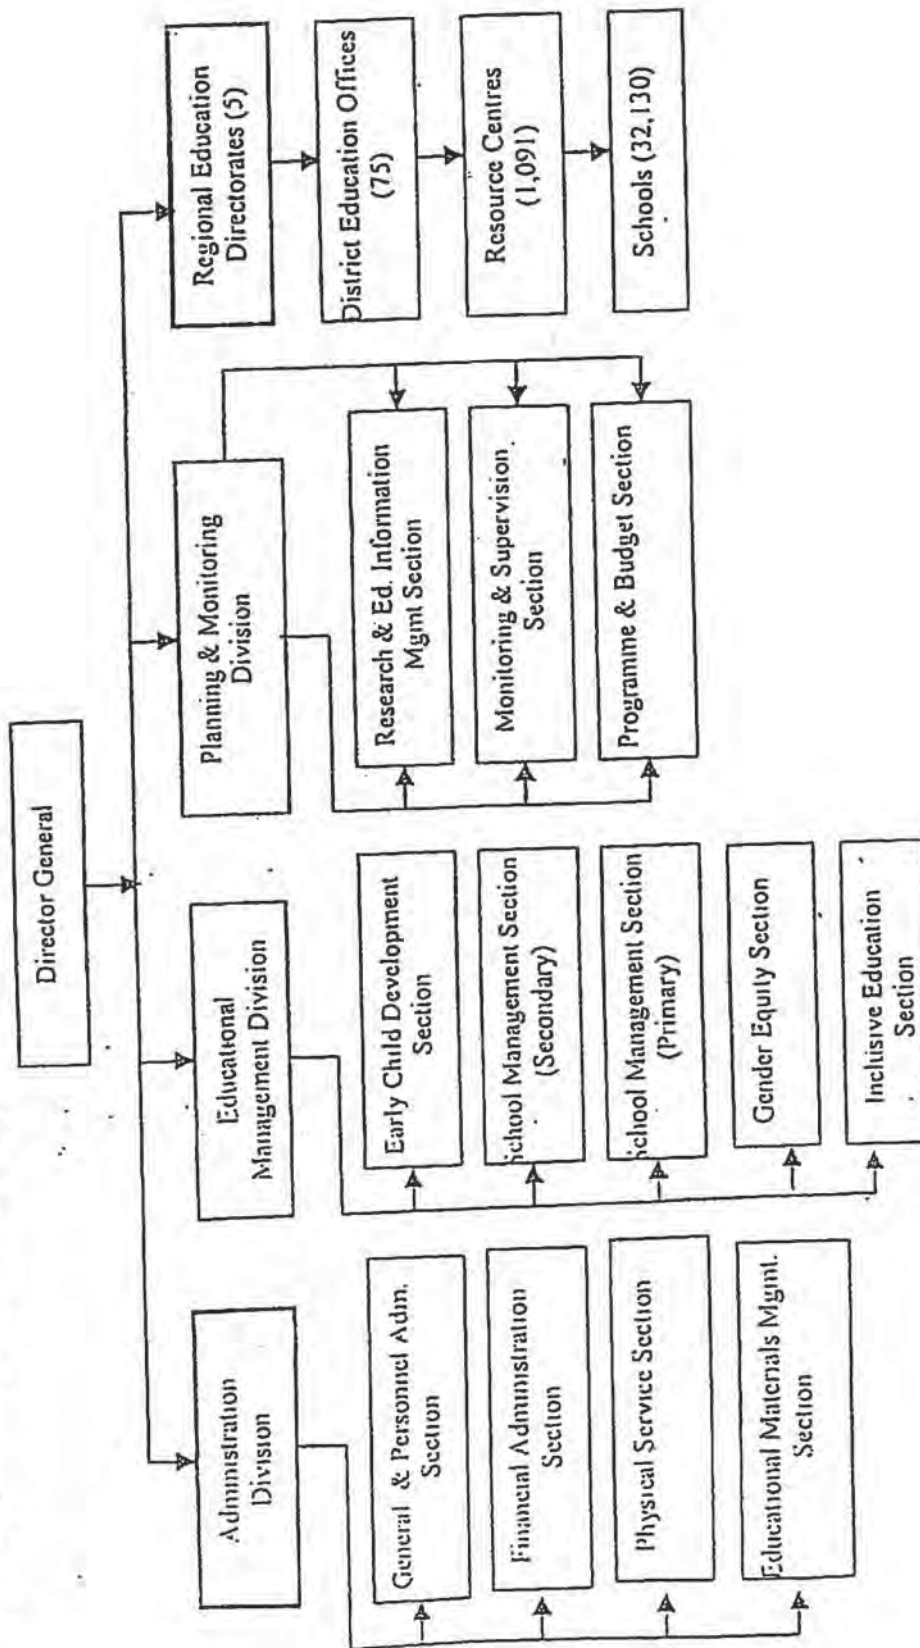 Director General
Administration
Division
General & Personnel Adm.
Section
Financial Administration
Section
Physical Service Section
Educational Materials Mgmt.
Section
Educational
Management Division
Early Child Development
Section
School Management Section
(Secondary)
School Management Section
(Primary)
Gender Equity Section
Inclusive Education
Section
Planning & Monitoring
Division
Research & Ed. Information
Mgmt Section
Monitoring & Supervision
Section
Programme & Budget Section
Regional Education
Directorates (5)
District Education Offices
(75)
Resource Centres
(1,091)
Schools (32,130)